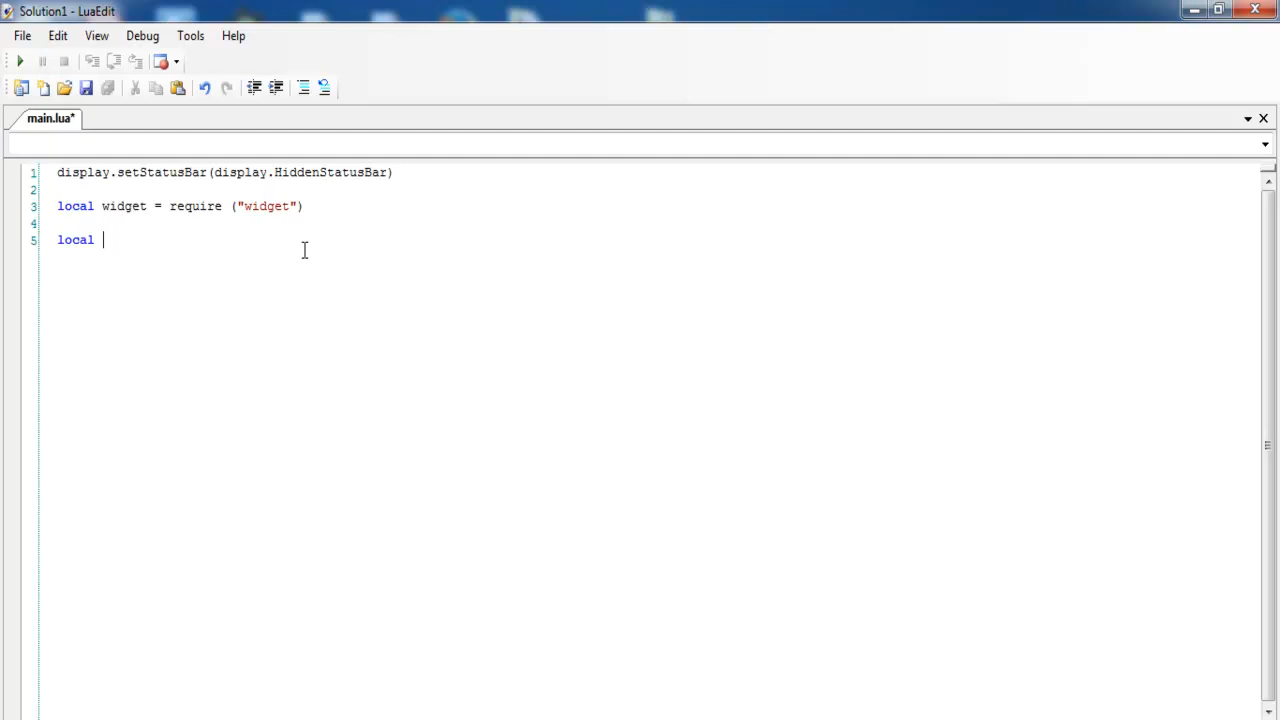 Solution1 - LuaEdit
File Edit View Debug Tools Help
main.lua*
1 display.setStatusBar(display.HiddenStatusBar)
2
3 local widget = require ("widget")
4
5 local